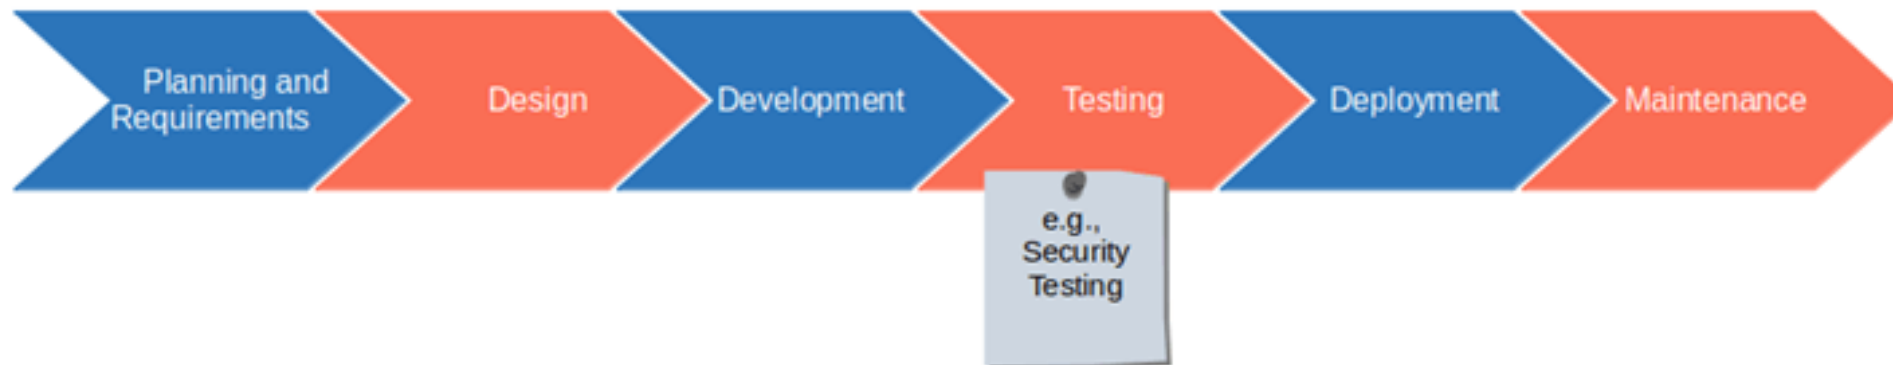 Planning and
Requirements
Design
Development
Testing
Deployment
Maintenance
e.g.,
Security
Testing